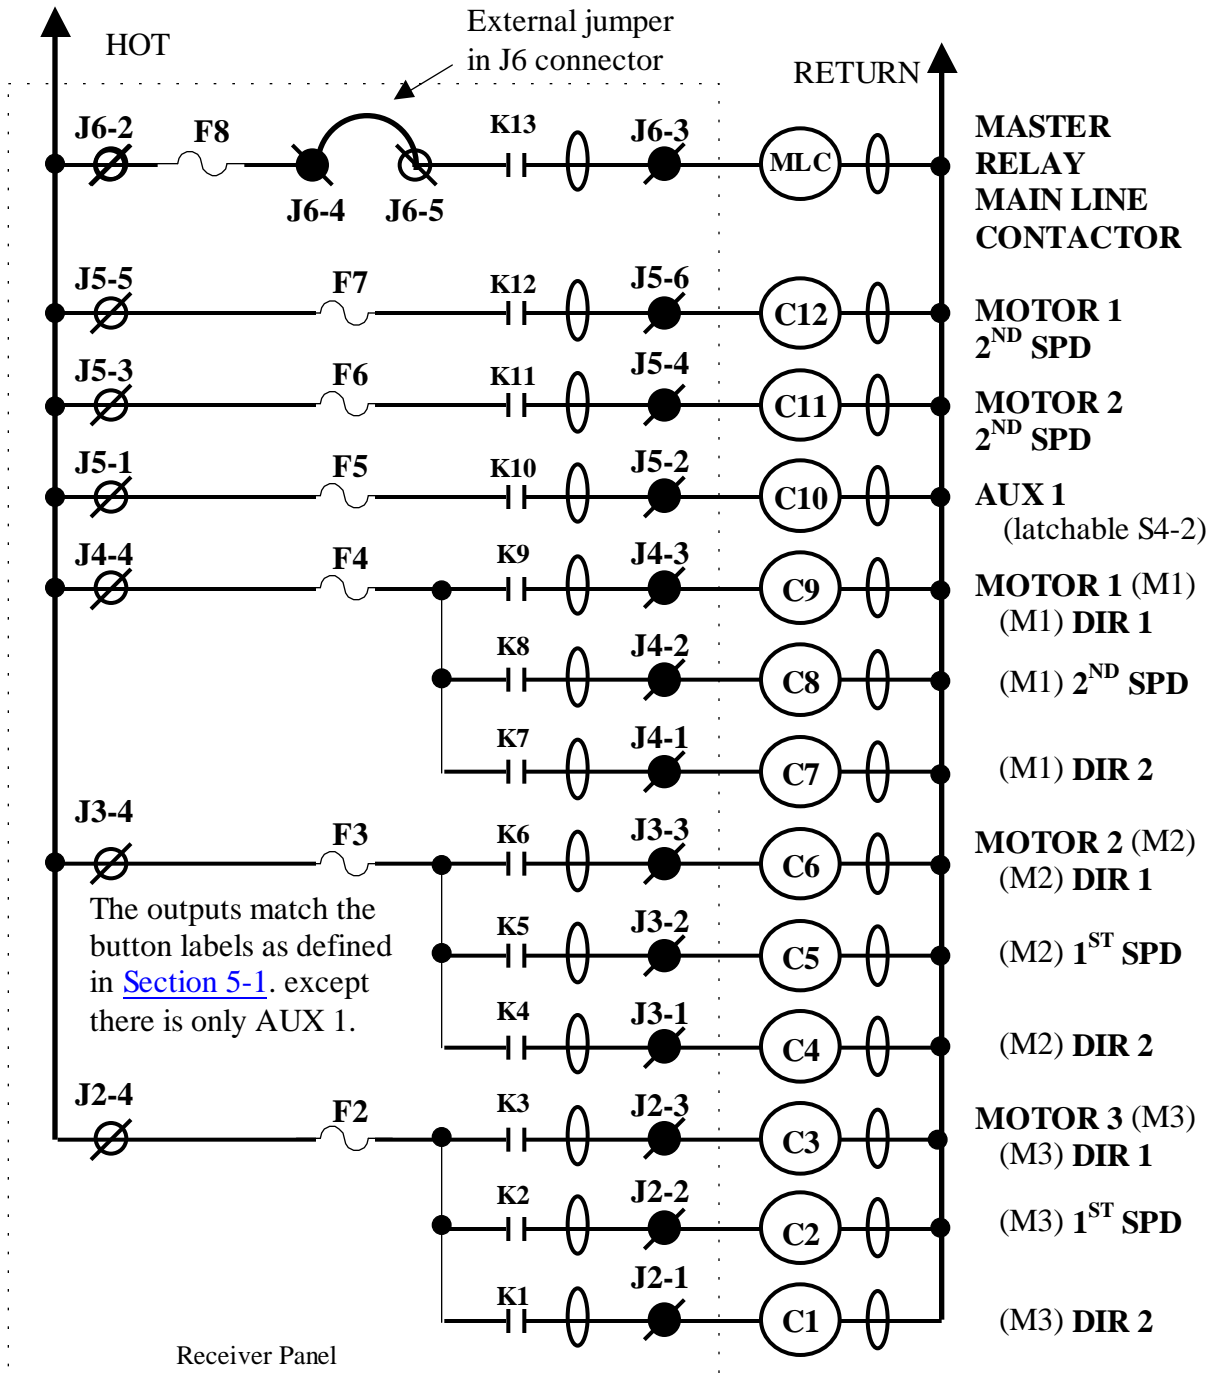 HOT
External jumper
in J6 connector
RETURN
J6-2
F8
K13
J6-3
MLC
J6-4
J6-5
MASTER
RELAY
MAIN LINE
CONTACTOR
J5-5
F7
K12
J5-6
C12
MOTOR 1
2ND SPD
J5-3
F6
K11
J5-4
C11
MOTOR 2
2ND SPD
J5-1
F5
K10
J5-2
C10
AUX 1
(latchable S4-2)
J4-4
F4
K9
J4-3
C9
MOTOR 1 (M1)
(M1) DIR 1
K8
J4-2
C8
(M1) 2ND SPD
K7
J4-1
C7
(M1) DIR 2
J3-4
F3
K6
J3-3
C6
MOTOR 2 (M2)
(M2) DIR 1
The outputs match the
button labels as defined
in Section 5-1. except
there is only AUX 1.
K5
J3-2
C5
(M2) 1ST SPD
K4
J3-1
C4
(M2) DIR 2
J2-4
F2
K3
J2-3
C3
MOTOR 3 (M3)
(M3) DIR 1
K2
J2-2
C2
(M3) 1ST SPD
K1
J2-1
C1
(M3) DIR 2
Receiver Panel